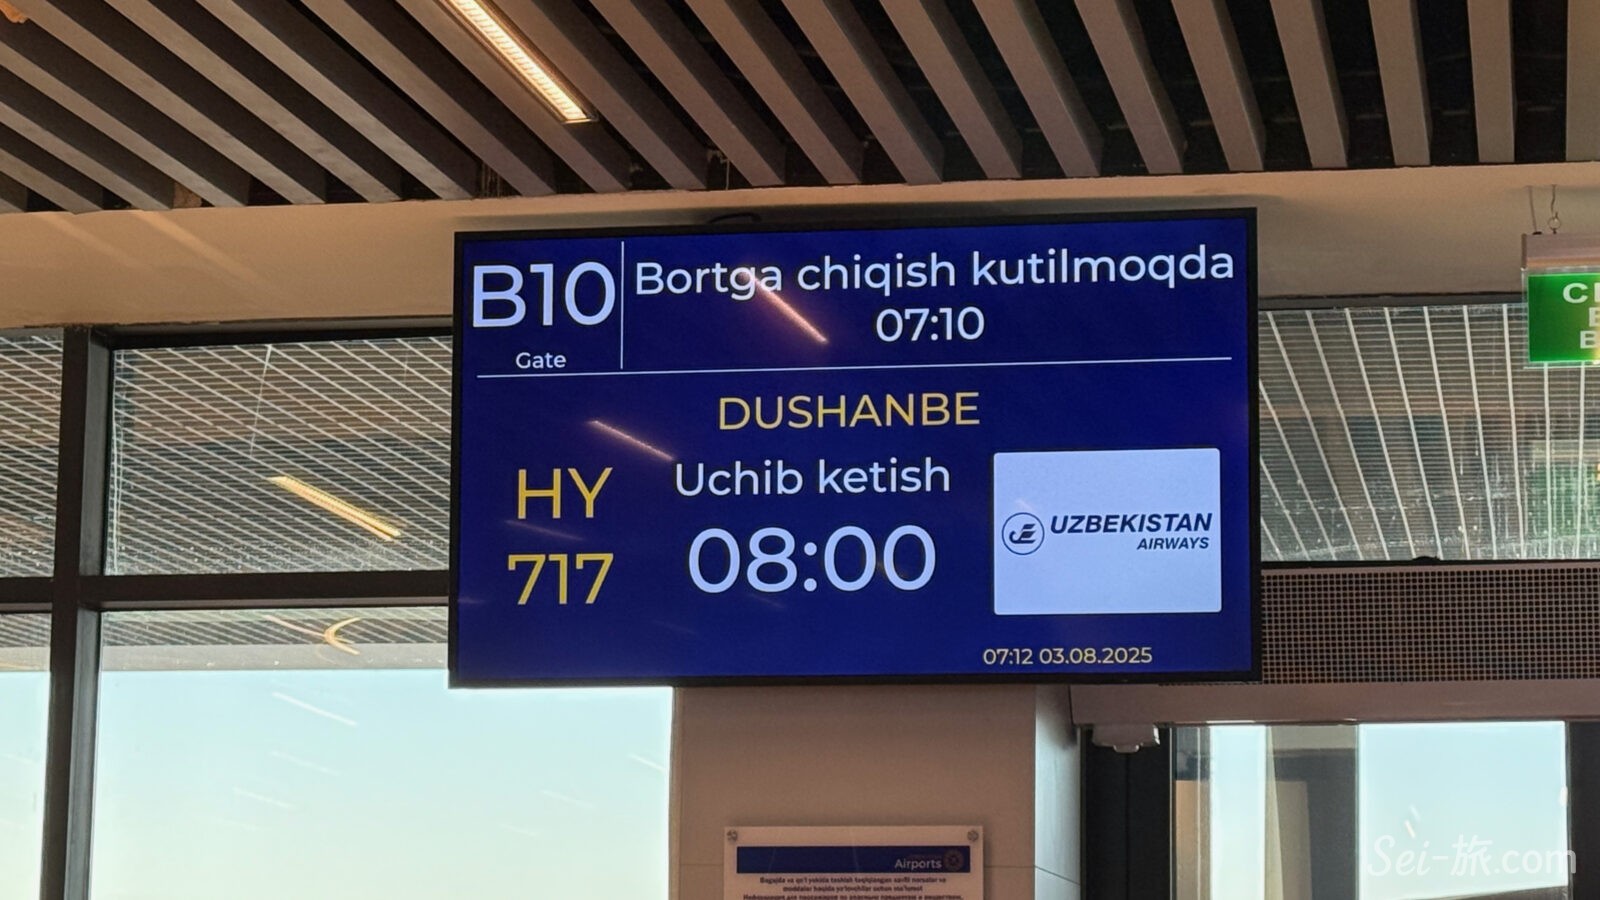 B10
Gate
Bortga chiqish kutilmoqda
07:10
DUSHANBE
HY
717
Uchib ketish
08:00
UZBEKISTAN
AIRWAYS
07:12 03.08.2025
Airports
Sei-旅.com